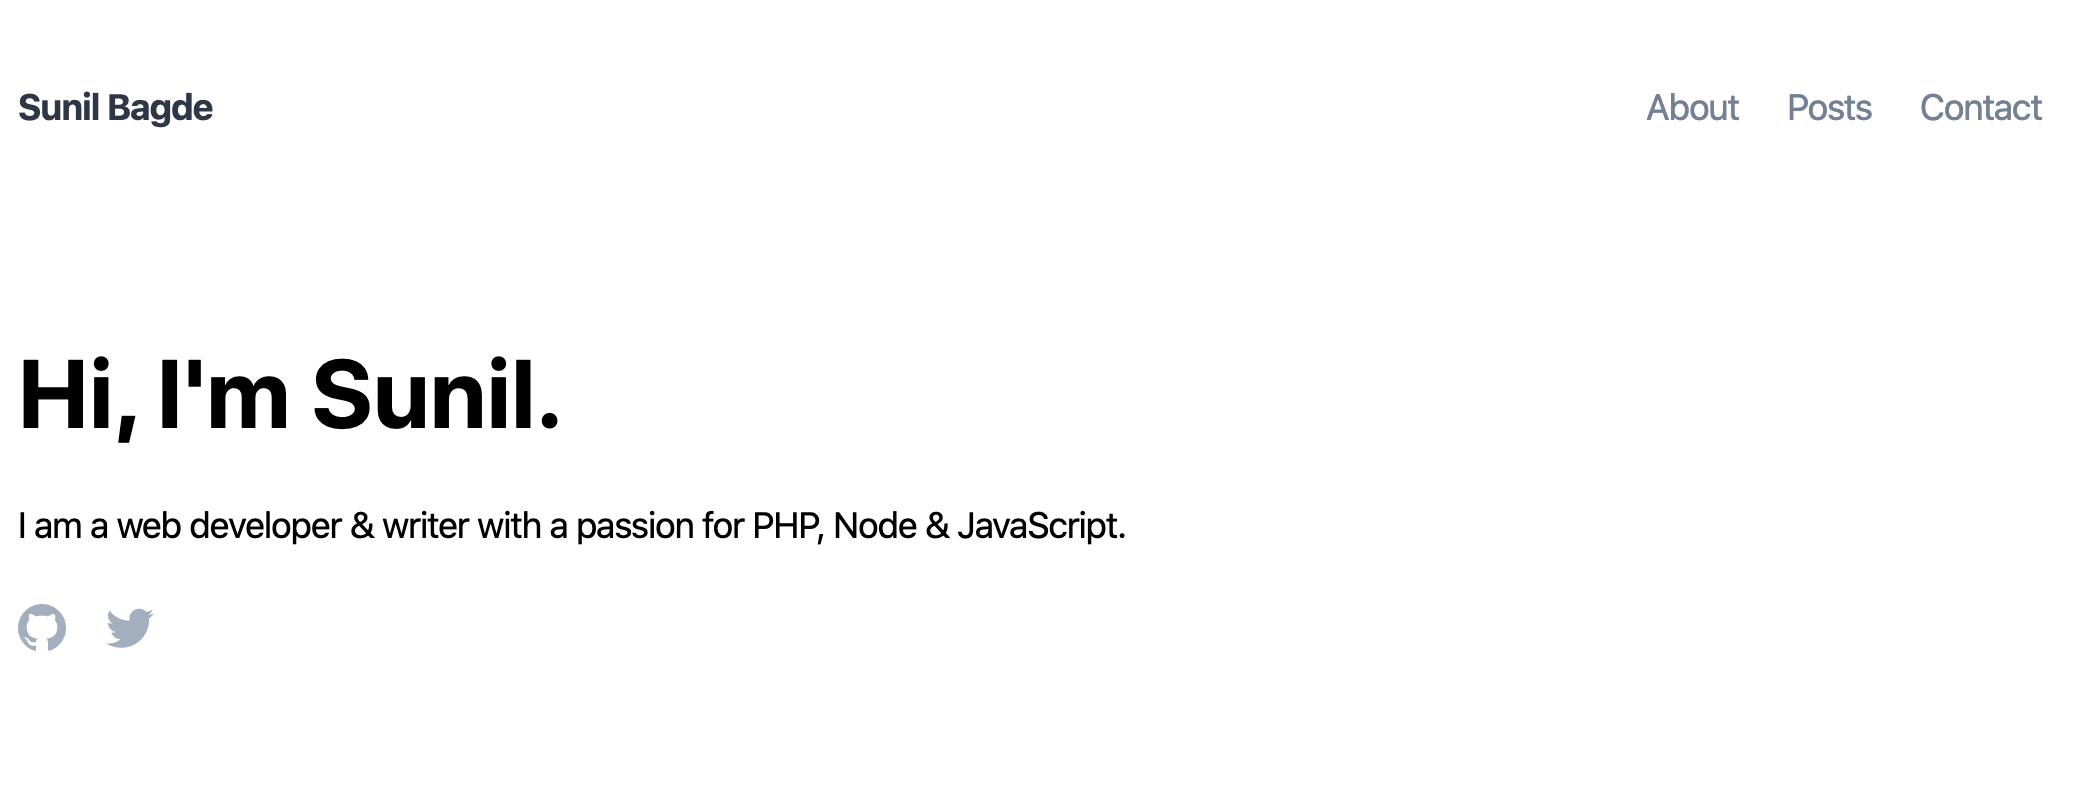 Sunil Bagde
About Posts Contact
Hi, I'm Sunil.
I am a web developer & writer with a passion for PHP, Node & JavaScript.